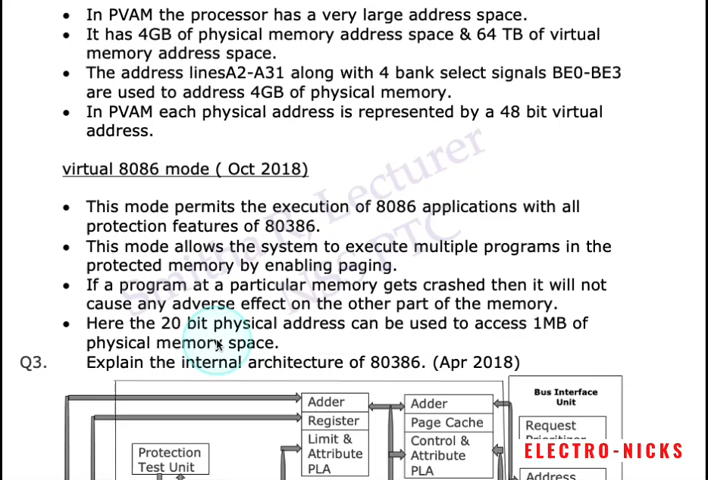 • In PVAM the processor has a very large address space.
• It has 4GB of physical memory address space & 64 TB of virtual
memory address space.
• The address linesA2-A31 along with 4 bank select signals BE0-BE3
are used to address 4GB of physical memory.
• In PVAM each physical address is represented by a 48 bit virtual
address.
virtual 8086 mode ( Oct 2018)
• This mode permits the execution of 8086 applications with all
protection features of 80386.
• This mode allows the system to execute multiple programs in the
protected memory by enabling paging.
• If a program at a particular memory gets crashed then it will not
cause any adverse effect on the other part of the memory.
• Here the 20 bit physical address can be used to access 1MB of
physical memory space.
Q3. Explain the internal architecture of 80386. (Apr 2018)
Adder
Register
Limit &
Attribute
PLA
Adder
Page Cache
Control &
Attribute
PLA
Bus Interface
Unit
Request
Protection
Test Unit
Address
ELECTRO-NICKS
Lecturer